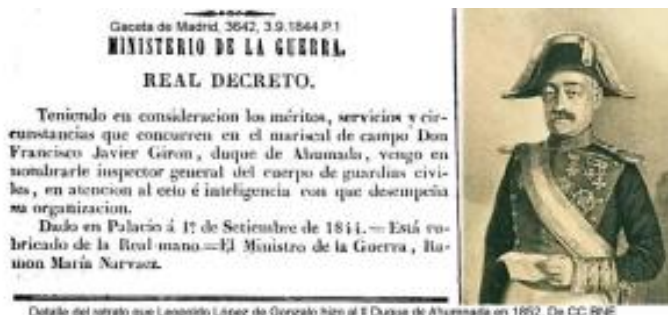 Gaceta de Madrid, 3642, 3.9.1844.P.1
MINISTERIO DE LA GUERRA.
REAL DECRETO.
Teniendo en consideracion los méritos, servicios y cir-
cunstancias que concurren en el mariscal de campo Don
Francisco Javier Giron, duque de Ahumada, vengo en
nombrarle inspector general del cuerpo de guardias civi-
les, en atencion al celo é inteligencia con que desempeña
su organizacion.
Dado en Palacio á 1º de Setiembre de 1844.=Está ru-
bricado de la Real mano.=El Ministro de la Guerra, Ra-
mon María Narvaez.
Detalle del retrato que Leopoldo López de Gonzalo hizo al II Duque de Ahumada en 1852. De CC BNE